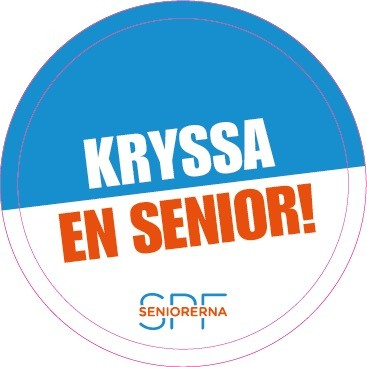 KRYSSA
EN SENIOR!
SPF
SENIORERNA